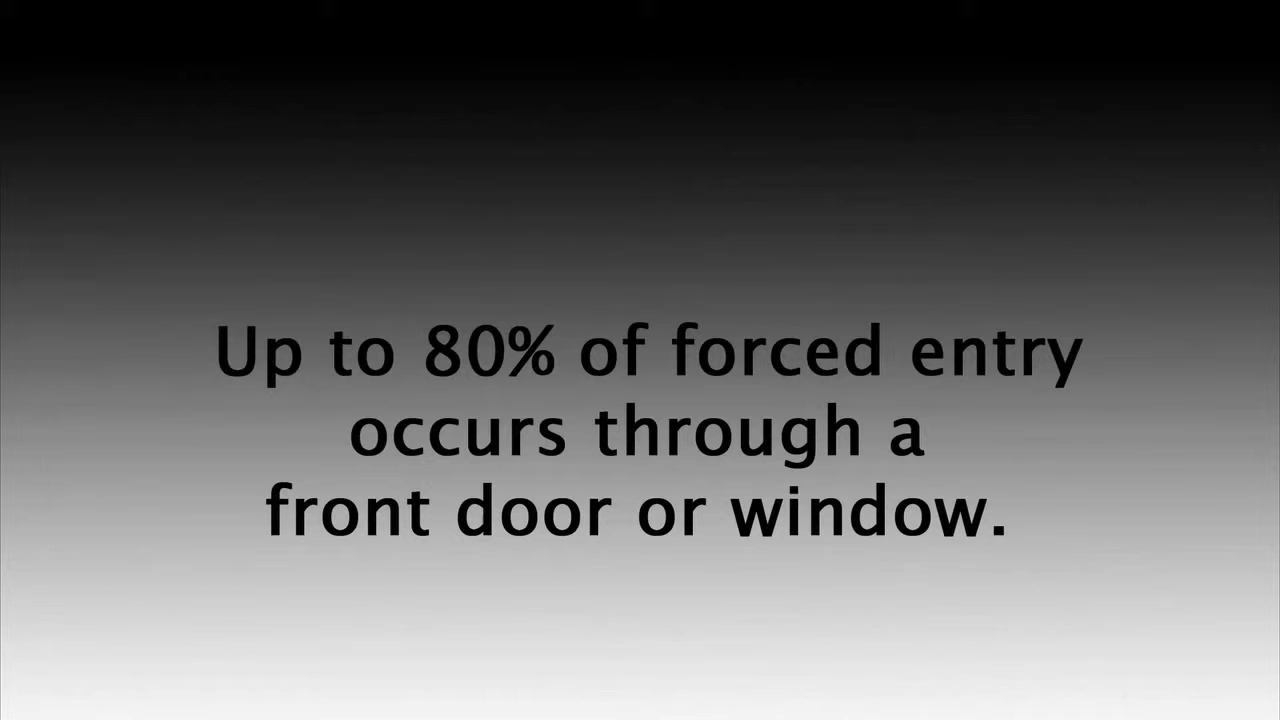 Up to 80% of forced entry
occurs through a
front door or window.